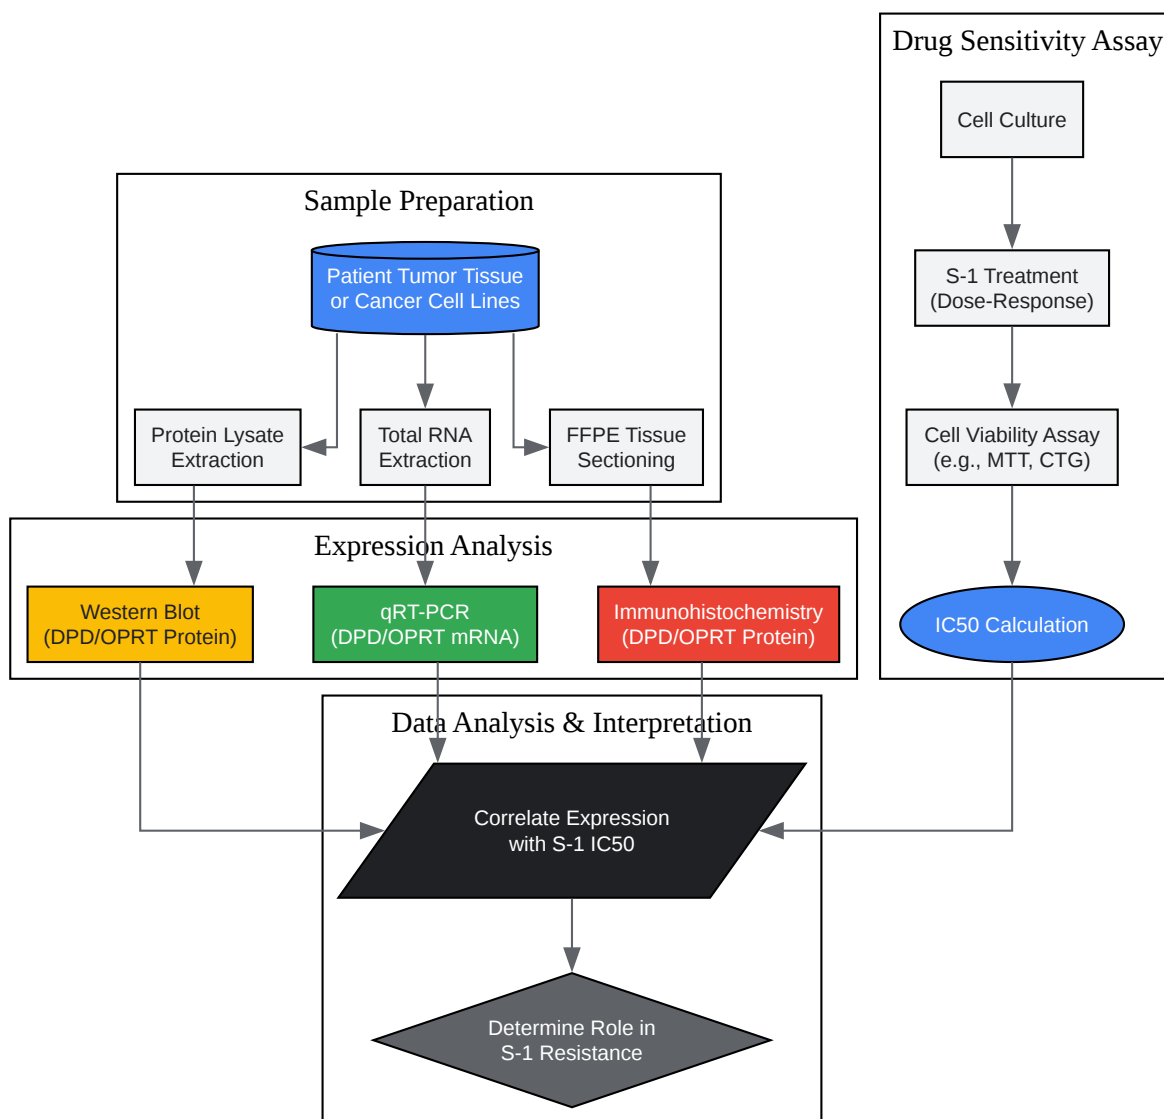 Drug Sensitivity Assay
Cell Culture
S-1 Treatment
(Dose-Response)
Cell Viability Assay
(e.g., MTT, CTG)
IC50 Calculation
Sample Preparation
Patient Tumor Tissue
or Cancer Cell Lines
Protein Lysate
Extraction
Total RNA
Extraction
FFPE Tissue
Sectioning
Expression Analysis
Western Blot
(DPD/OPRT Protein)
qRT-PCR
(DPD/OPRT mRNA)
Immunohistochemistry
(DPD/OPRT Protein)
Data Analysis & Interpretation
Correlate Expression
with S-1 IC50
Determine Role in
S-1 Resistance